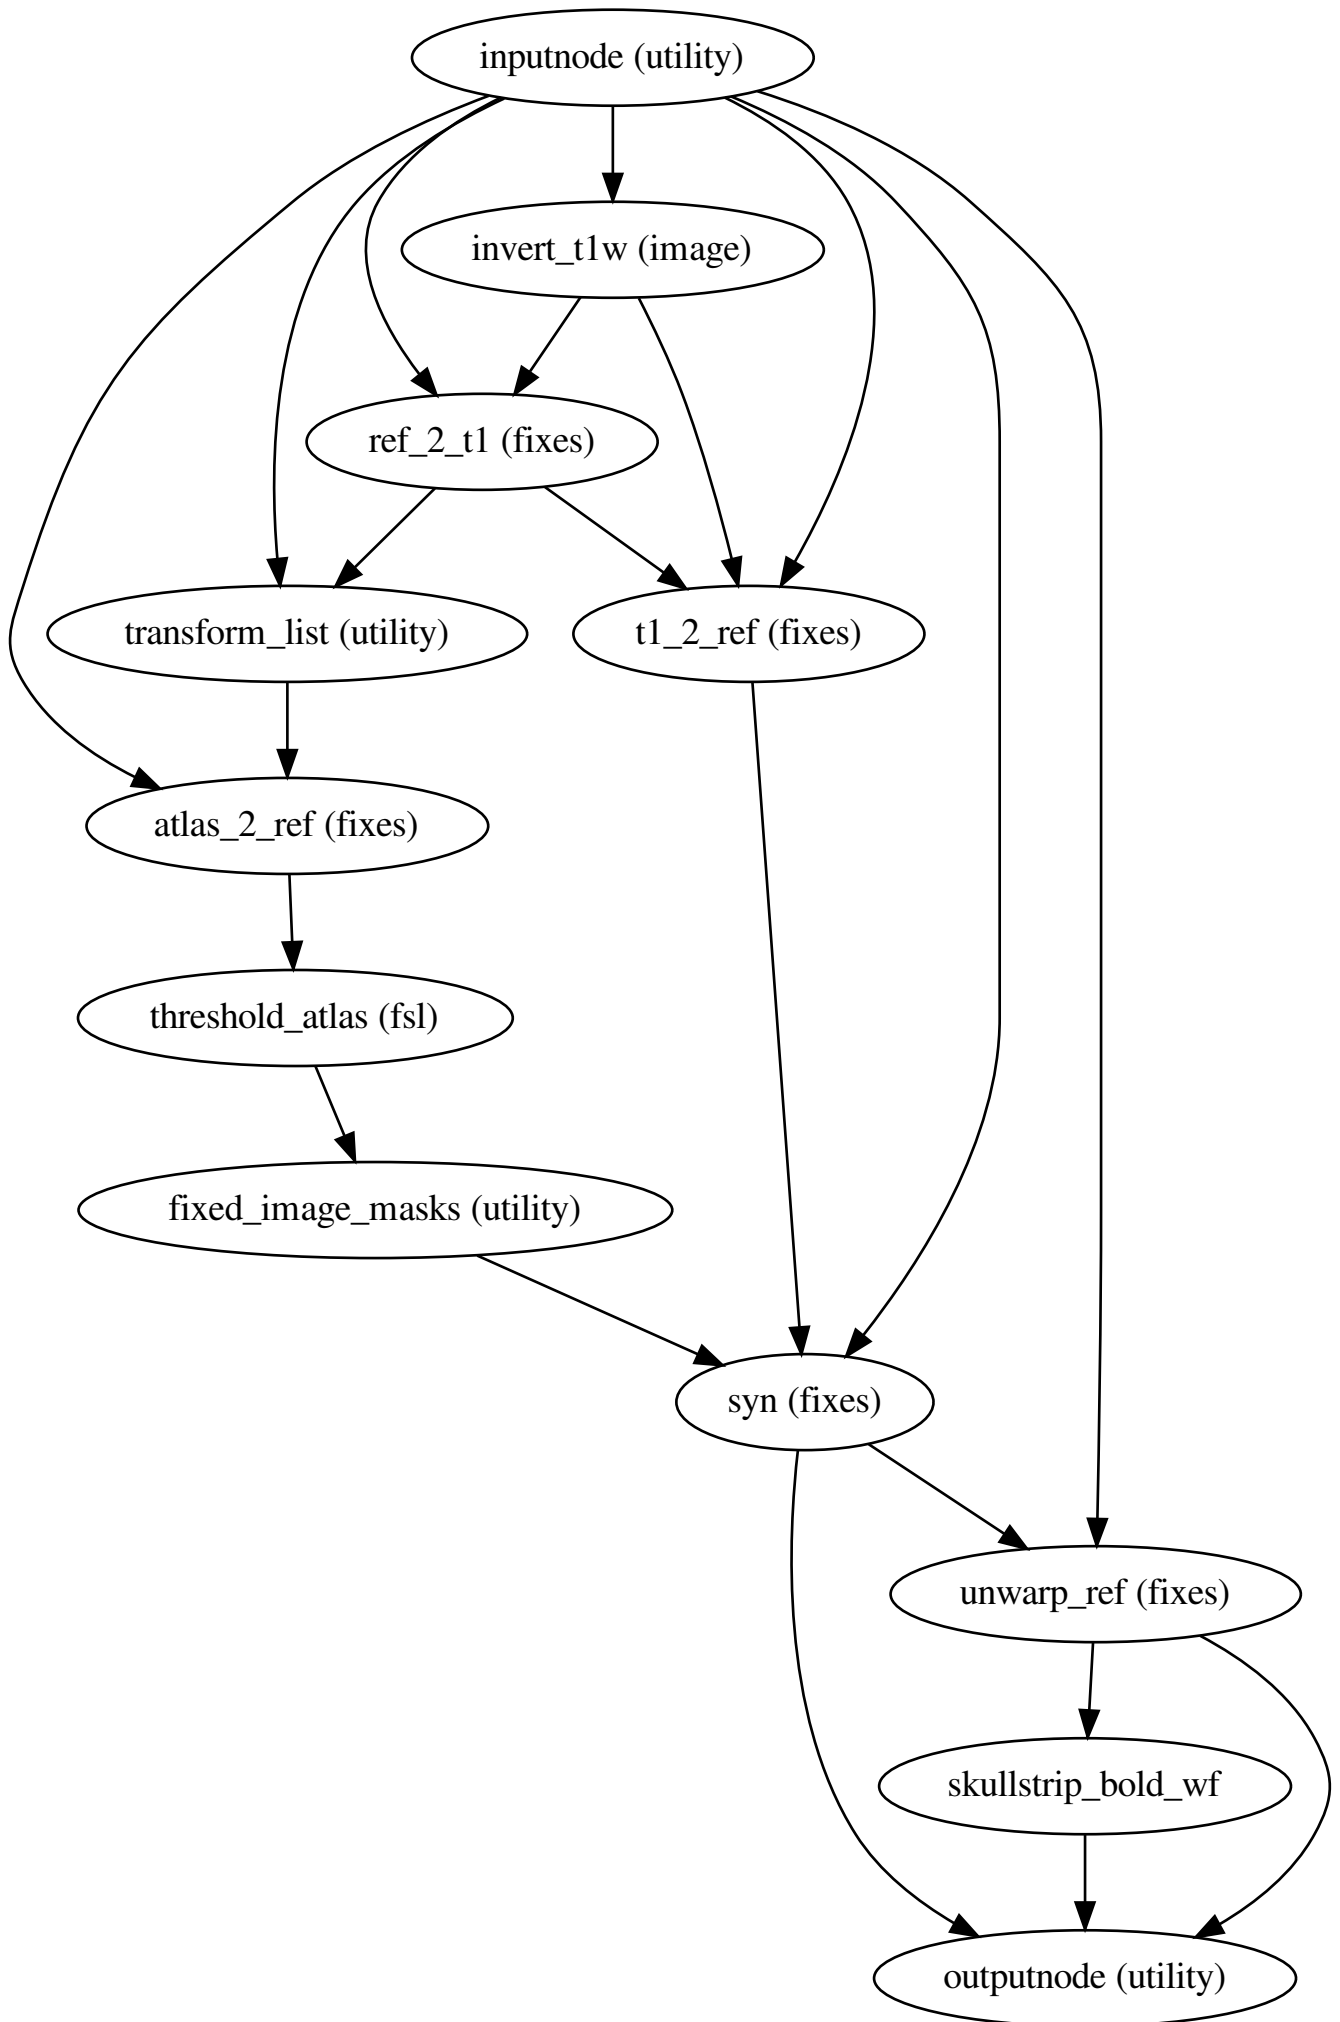 inputnode (utility)
invert_t1w (image)
ref_2_t1 (fixes)
transform_list (utility)
t1_2_ref (fixes)
atlas_2_ref (fixes)
threshold_atlas (fsl)
fixed_image_masks (utility)
syn (fixes)
unwarp_ref (fixes)
skullstrip_bold_wf
outputnode (utility)